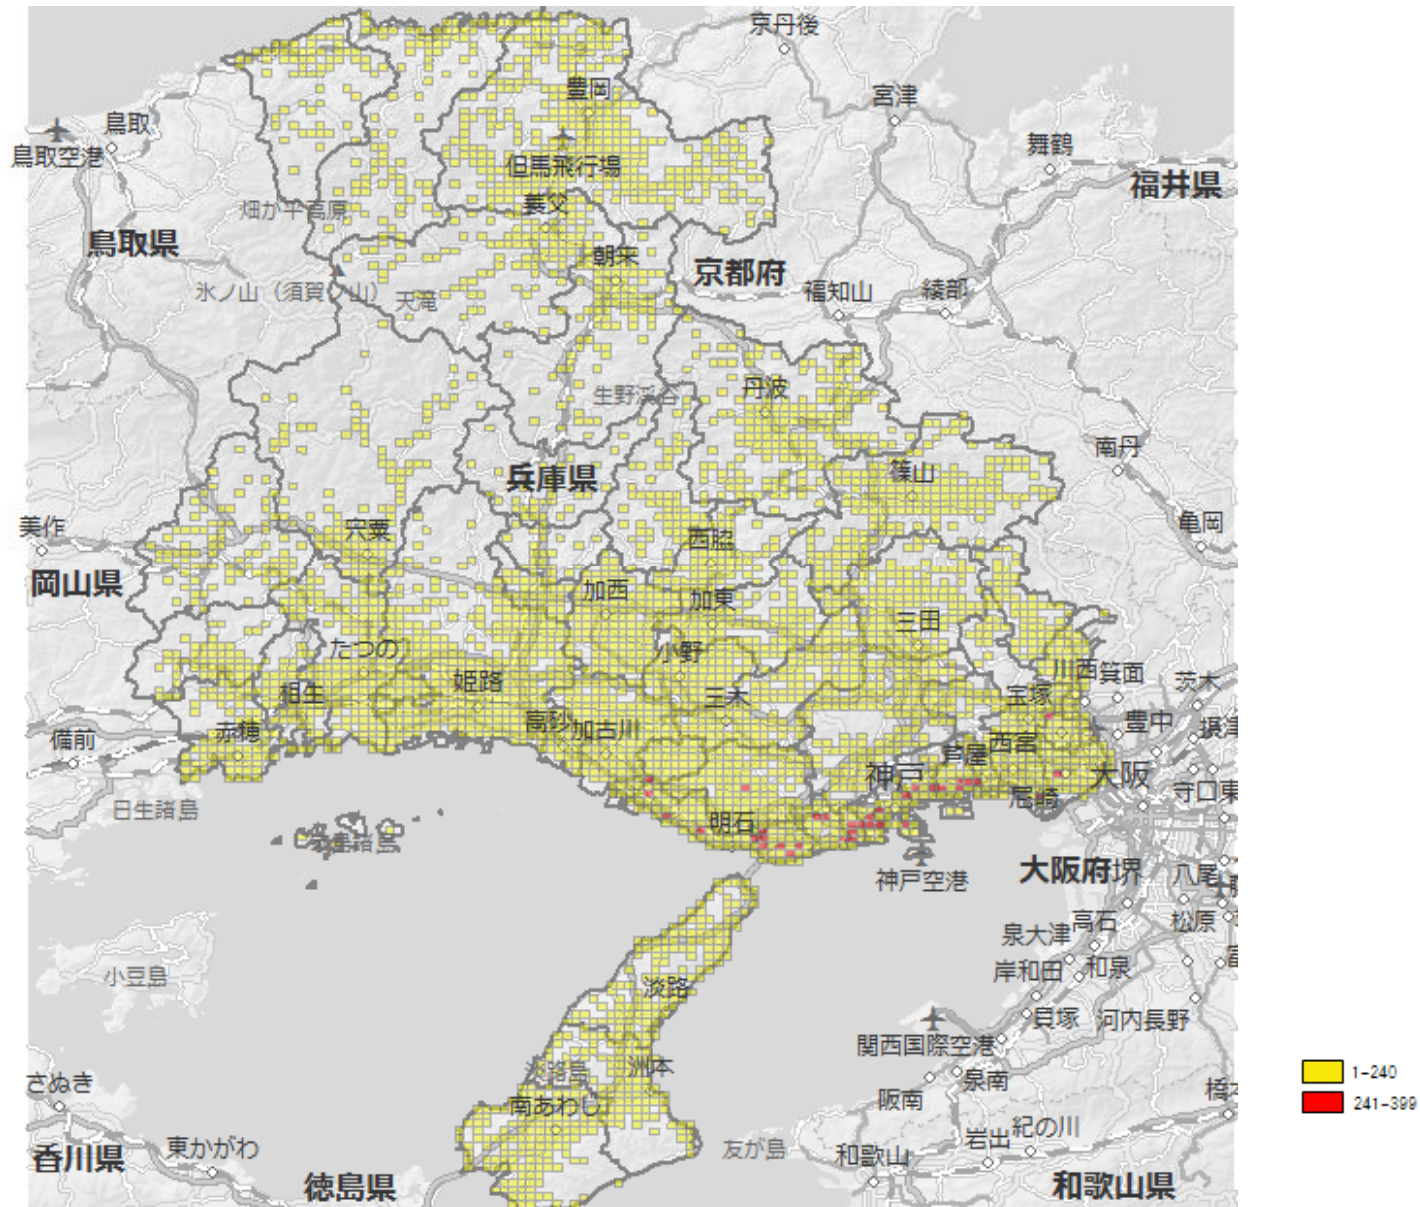 京丹後
豊岡
宮津
鳥取
舞鶴
鳥取空港
但馬飛行場
福井県
養父
畑か平高原
鳥取県
朝来
京都府
氷ノ山（須賀ノ山）
天滝
福知山
綾部
生野渓谷
丹波
南丹
兵庫県
篠山
美作
宍粟
西脇
亀岡
岡山県
加西
加東
三田
たつの
小野
川西
箕面
相生
姫路
宝塚
茨木
赤穂
高砂
加古川
三木
豊中
摂津
備前
西宮
芦屋
神戸
大阪
日生諸島
尼崎
守口
東
明石
家島諸島
神戸空港
大阪府
堺
八尾
高石
松原
泉大津
小豆島
淡路
岸和田
和泉
貝塚
河内長野
関西国際空港
淡路島
洲本
泉南
1-240
さぬき
阪南
橋本
241-399
南あわじ
紀の川
岩出
香川県
東かがわ
友が島
和歌山
徳島県
和歌山県